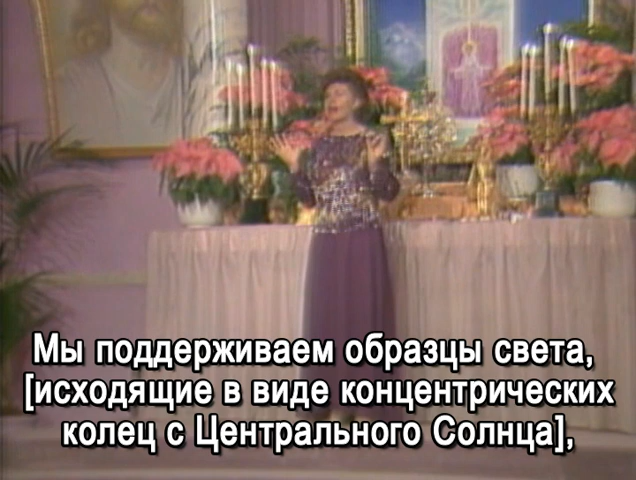 Мы поддерживаем образцы света,
[исходящие в виде концентрических
колец с Центрального Солнца],